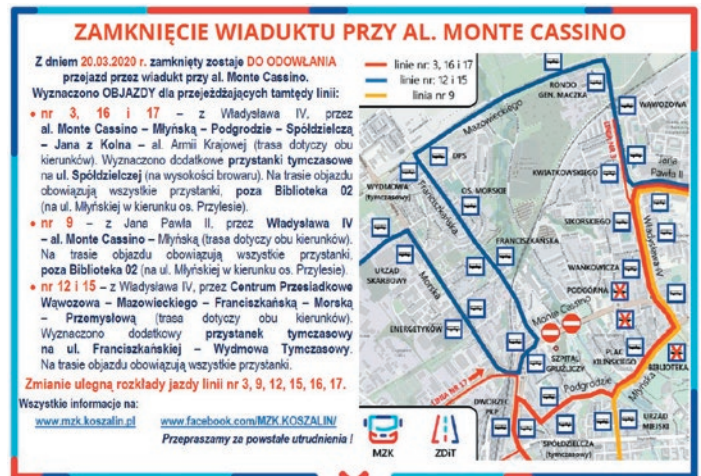 ZAMKNIĘCIE WIADUKTU PRZY AL. MONTE CASSINO
Z dniem 20.03.2020 r. zamknięty zostaje DO ODOWŁANIA
przejazd przez wiadukt przy al. Monte Cassino.
Wyznaczono OBJAZDY dla przejeżdżających tamtędy linii:
• nr 3, 16 i 17 – z Władysława IV, przez
al. Monte Cassino – Młyńską – Podgrodzie – Spółdzielczą
– Jana z Kolna – al. Armii Krajowej (trasa dotyczy obu
kierunków). Wyznaczono dodatkowe przystanki tymczasowe
na ul. Spółdzielczej (na wysokości browaru). Na trasie objazdu
obowiązują wszystkie przystanki, poza Biblioteka 02
(na ul. Młyńskiej w kierunku os. Przylesie).
• nr 9 – z Jana Pawła II, przez Władysława IV
– al. Monte Cassino – Młyńską (trasa dotyczy obu kierunków).
Na trasie objazdu obowiązują wszystkie przystanki,
poza Biblioteka 02 (na ul. Młyńskiej w kierunku os. Przylesie).
• nr 12 i 15 – z Władysława IV, przez Centrum Przesiadkowe
Wąwozowa – Mazowieckiego – Franciszkańską – Morską
– Przemysłową (trasa dotyczy obu kierunków).
Wyznaczono dodatkowy przystanek tymczasowy
na ul. Franciszkańskiej – Wydmowa Tymczasowy.
Na trasie objazdu obowiązują wszystkie przystanki.
Zmianie ulegną rozkłady jazdy linii nr 3, 9, 12, 15, 16, 17.
Wszystkie informacje na:
www.mzk.koszalin.pl www.facebook.com/MZK.KOSZALIN/
Przepraszamy za powstałe utrudnienia !
linie nr: 3, 16 i 17
linie nr: 12 i 15
linia nr 9
RONDO
GEN. MACZKA
WĄWOZOWA
Mazowieckiego
LINIA NR 3
Jana
Pawła II
DPS
KWIATKOWSKIEGO
WYDMOWA
(tymczasowy)
Franciszkańska
OS. MORSKIE
SIKORSKIEGO
Władysława IV
FRANCISZKAŃSKA
WAŃKOWICZA
URZĄD
SKARBOWY
Morska
PODGÓRNA
Monte Cassino
ENERGETYKÓW
SZPITAL
GRUŹLICZY
PLAC
KILIŃSKIEGO
BIBLIOTEKA
LINIA NR 17
Podgrodzie
Młyńska
DWORZEC
PKP
URZĄD
MIEJSKI
SPÓŁDZIELCZA
(tymczasowy)
MZK
ZDiT